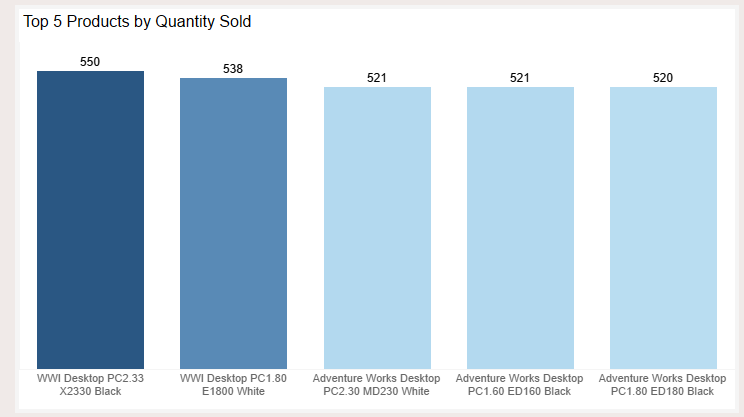 Top 5 Products by Quantity Sold
550
538
521
521
520
WWI Desktop PC2.33
X2330 Black
WWI Desktop PC1.80
E1800 White
Adventure Works Desktop
PC2.30 MD230 White
Adventure Works Desktop
PC1.60 ED160 Black
Adventure Works Desktop
PC1.80 ED180 Black